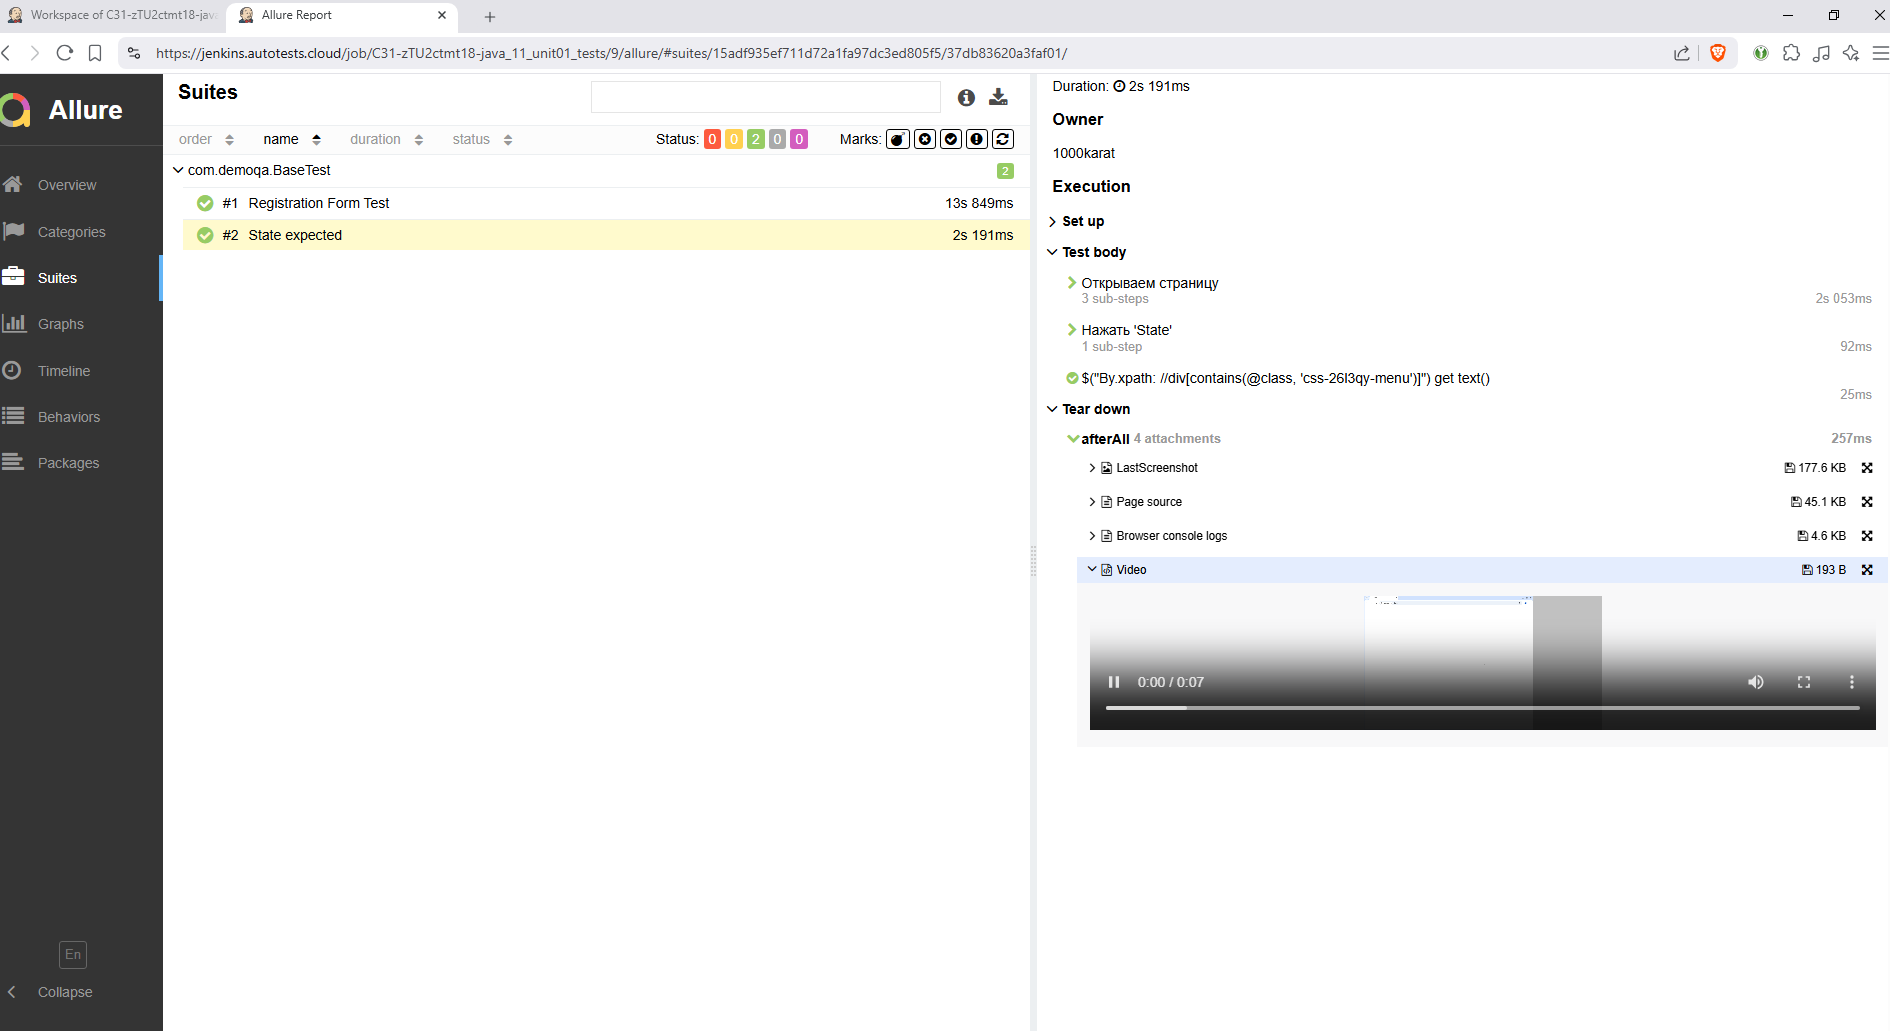 Workspace of C31-zTU2ctmt18-jav
Allure Report
https://jenkins.autotests.cloud/job/C31-zTU2ctmt18-java_11_unit01_tests/9/allure/#suites/15adf935ef711d72a1fa97dc3ed805f5/37db83620a3faf01/
Allure
Overview
Categories
Suites
Graphs
Timeline
Behaviors
Packages
En
Collapse
Suites
order name duration status Status: 0 0 2 0 0 Marks:
com.demoqa.BaseTest 2
#1 Registration Form Test 13s 849ms
#2 State expected 2s 191ms
Duration: 2s 191ms
Owner
1000karat
Execution
Set up
Test body
Открываем страницу
3 sub-steps 2s 053ms
Нажать 'State'
1 sub-step 92ms
$("By.xpath: //div[contains(@class, 'css-26l3qy-menu')]") get text()
25ms
Tear down
afterAll 4 attachments 257ms
LastScreenshot 177.6 KB
Page source 45.1 KB
Browser console logs 4.6 KB
Video 193 B
0:00 / 0:07